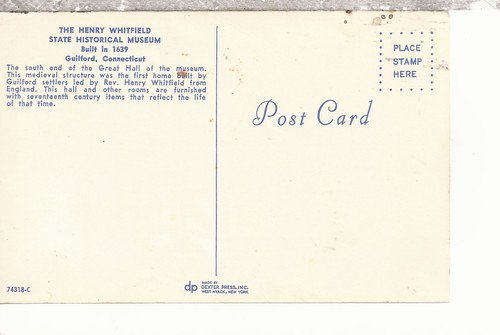 THE HENRY WHITFIELD
STATE HISTORICAL MUSEUM
Built in 1639
Guilford, Connecticut
The south end of the Great Hall of the museum.
This medieval structure was the first home built by
Guilford settlers led by Rev. Henry Whitfield from
England. This hall and other rooms are furnished
with seventeenth century items that reflect the life
of that time.
PLACE
STAMP
HERE
Post Card
74318-C
dp
MADE BY
DEXTER PRESS, INC.
WEST NYACK, NEW YORK